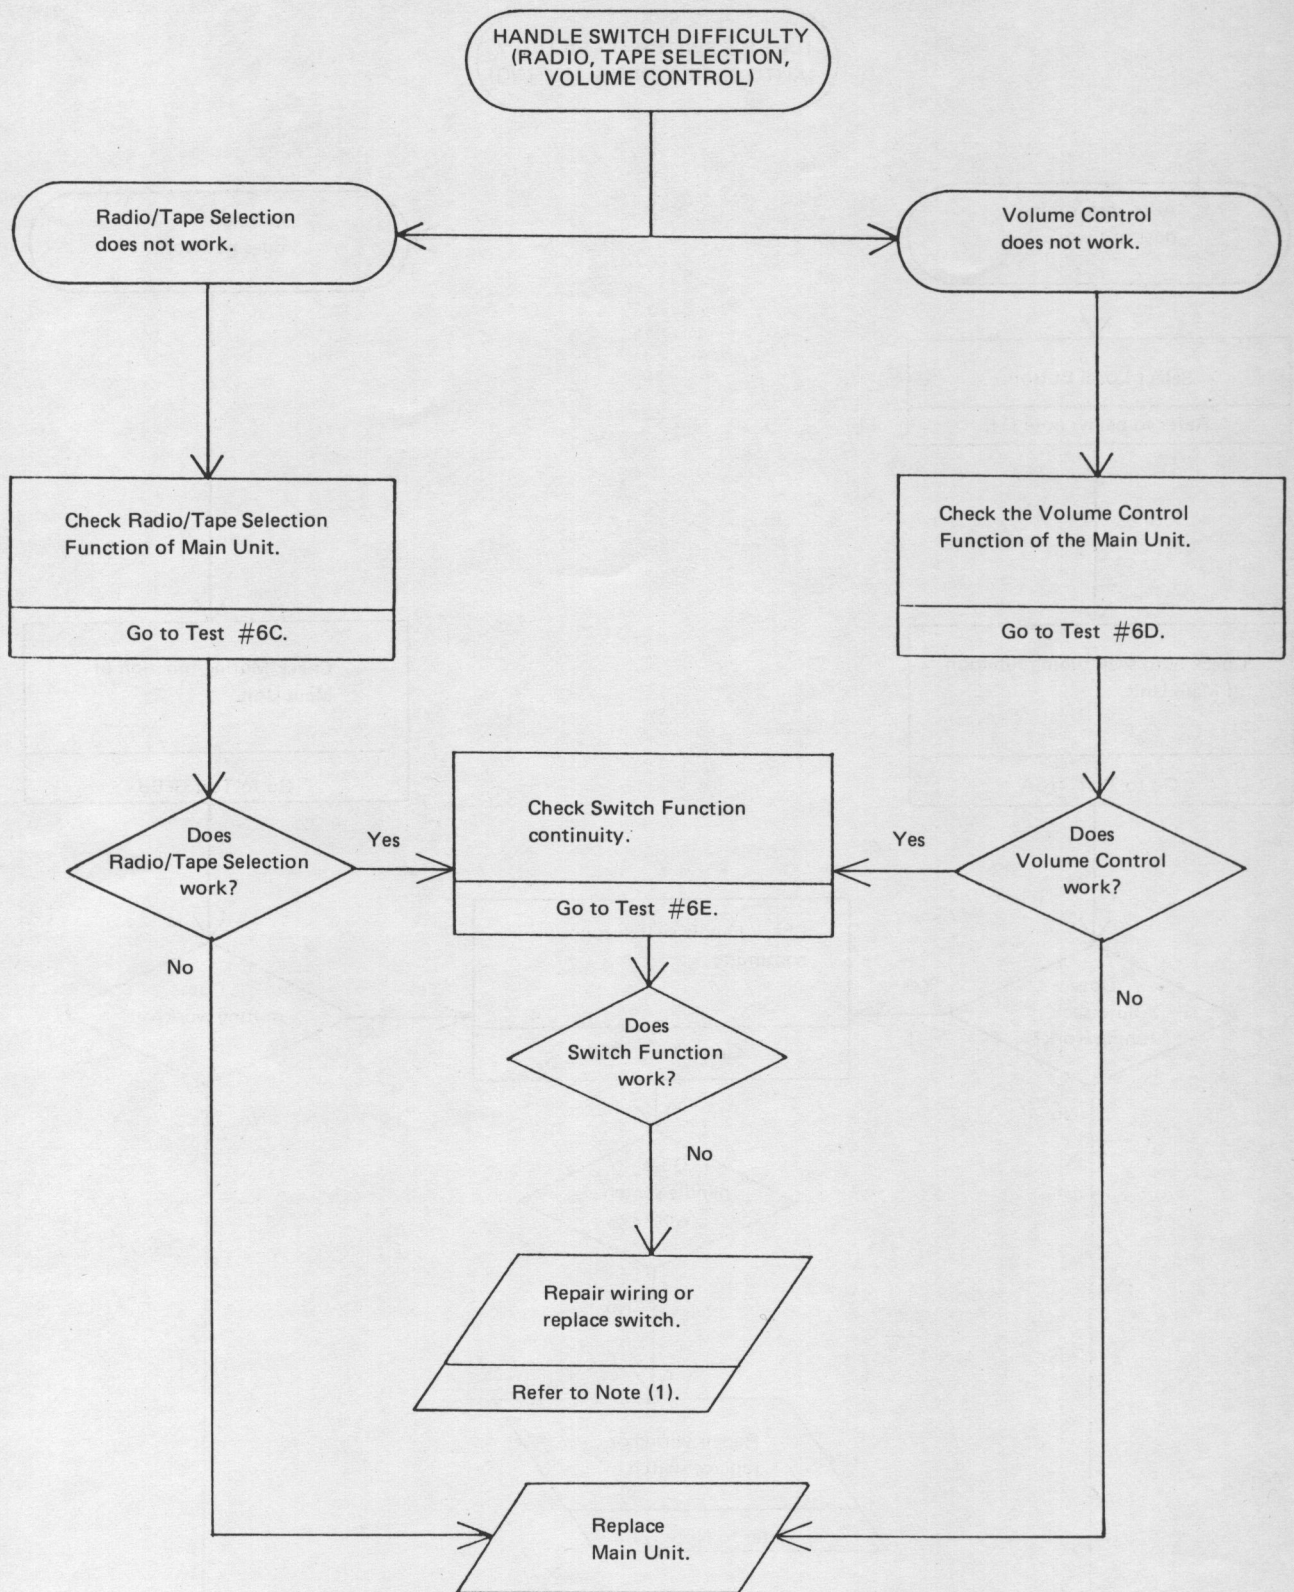 HANDLE SWITCH DIFFICULTY
(RADIO, TAPE SELECTION,
VOLUME CONTROL)
Radio/Tape Selection
does not work.
Volume Control
does not work.
Check Radio/Tape Selection
Function of Main Unit.
Go to Test #6C.
Check the Volume Control
Function of the Main Unit.
Go to Test #6D.
Does
Radio/Tape Selection
work?
Yes
No
Check Switch Function
continuity.
Go to Test #6E.
Yes
Does
Volume Control
work?
No
Does
Switch Function
work?
No
Repair wiring or
replace switch.
Refer to Note (1).
Replace
Main Unit.